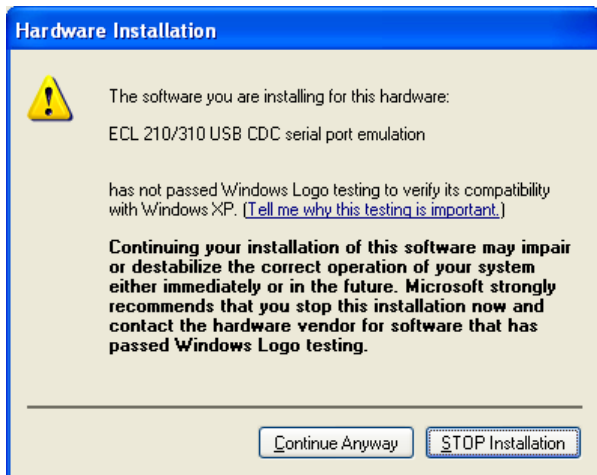 Hardware Installation
The software you are installing for this hardware:
ECL 210/310 USB CDC serial port emulation
has not passed Windows Logo testing to verify its compatibility
with Windows XP. (Tell me why this testing is important.)
Continuing your installation of this software may impair
or destabilize the correct operation of your system
either immediately or in the future. Microsoft strongly
recommends that you stop this installation now and
contact the hardware vendor for software that has
passed Windows Logo testing.
Continue Anyway
STOP Installation